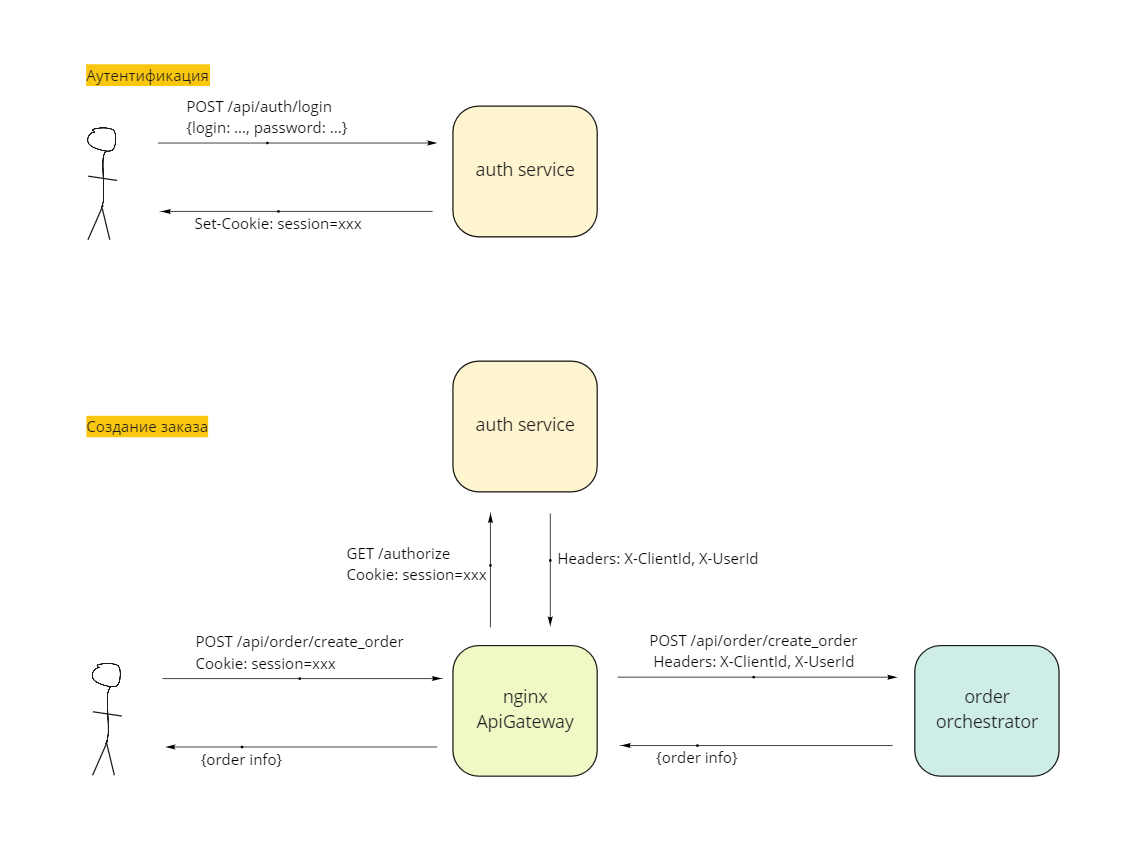 Аутентификация
POST /api/auth/login
{login: ..., password: ...}
auth service
Set-Cookie: session=xxx
auth service
Создание заказа
GET /authorize
Cookie: session=xxx
Headers: X-ClientId, X-UserId
POST /api/order/create_order
Cookie: session=xxx
POST /api/order/create_order
Headers: X-ClientId, X-UserId
nginx
ApiGateway
order
orchestrator
{order info}
{order info}